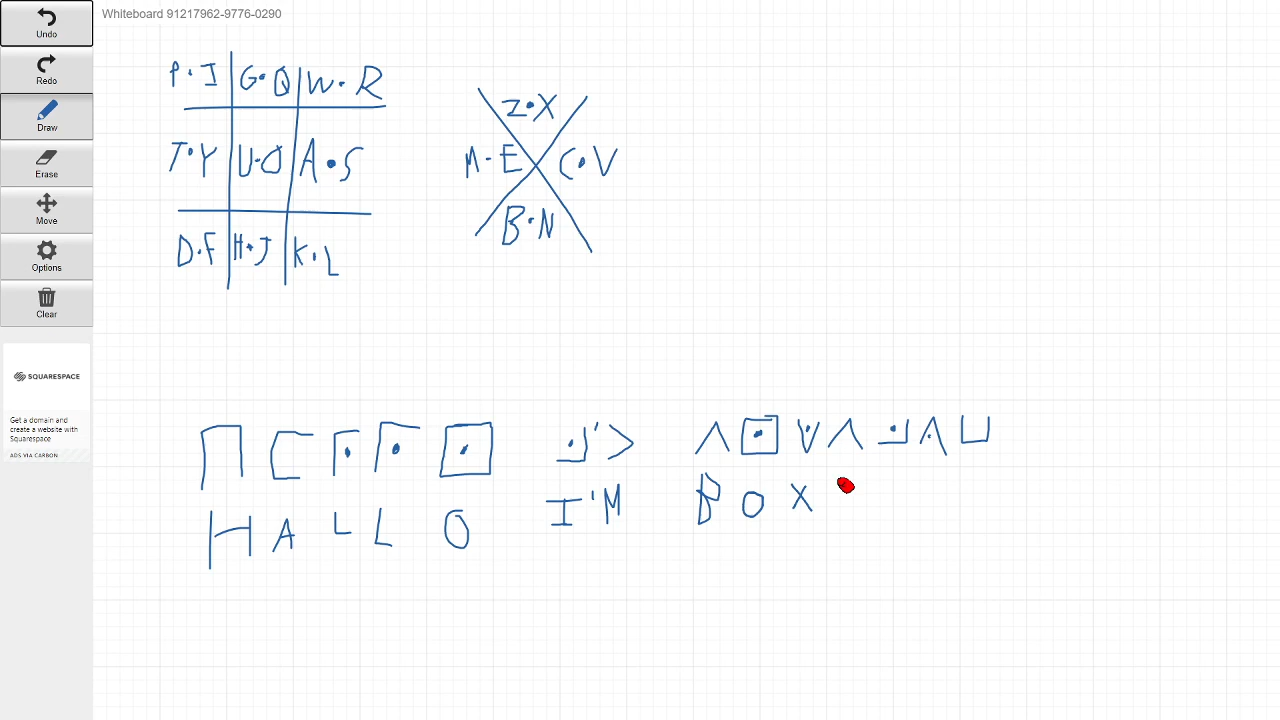 Whiteboard 91217962-9776-0290
Undo
Redo
Draw
Erase
Move
Options
Clear
SQUARESPACE
Get a domain and
create a website with
Squarespace
ADS VIA CARBON
P·I G·Q W·R
T·Y U·O A·S
D·F H·J K·L
Z·X
M·E C·V
B·N
HALLO I'M BOX